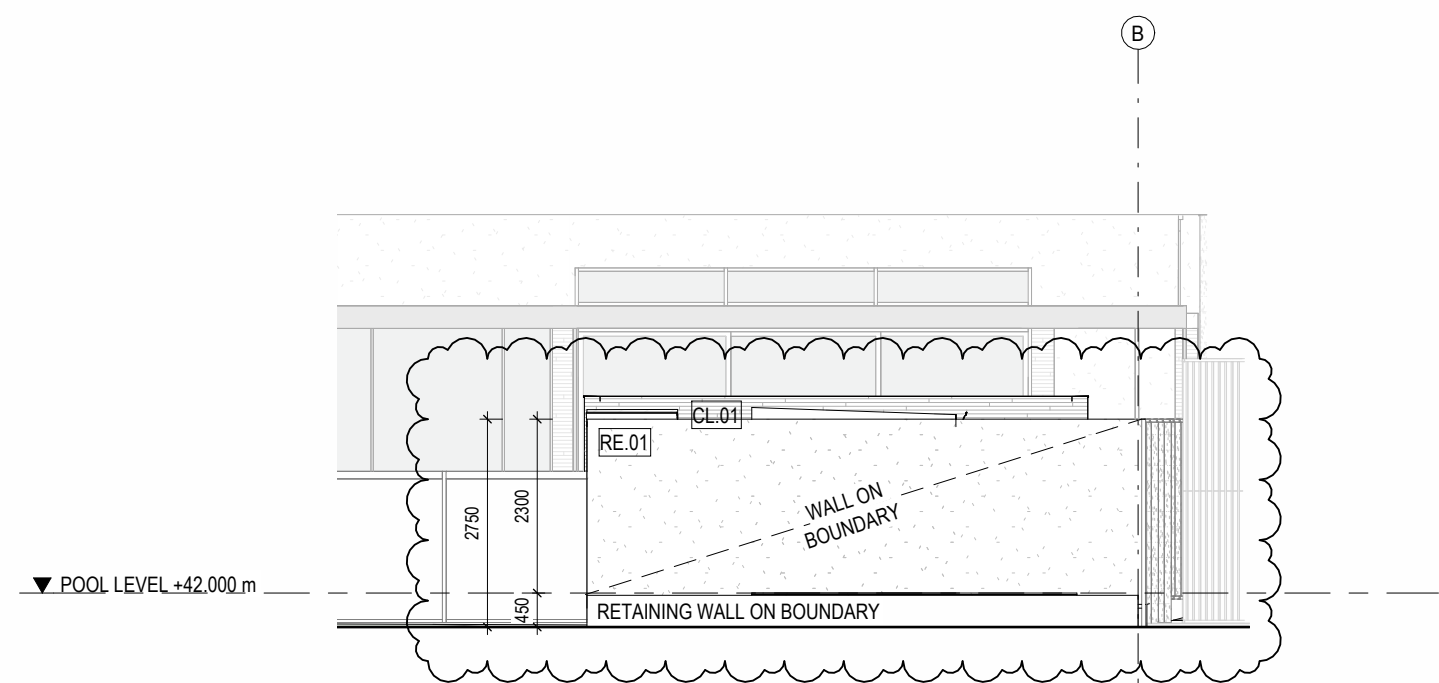 B
CL.01
RE.01
WALL ON
BOUNDARY
2750
2300
POOL LEVEL +42.000 m
450
RETAINING WALL ON BOUNDARY